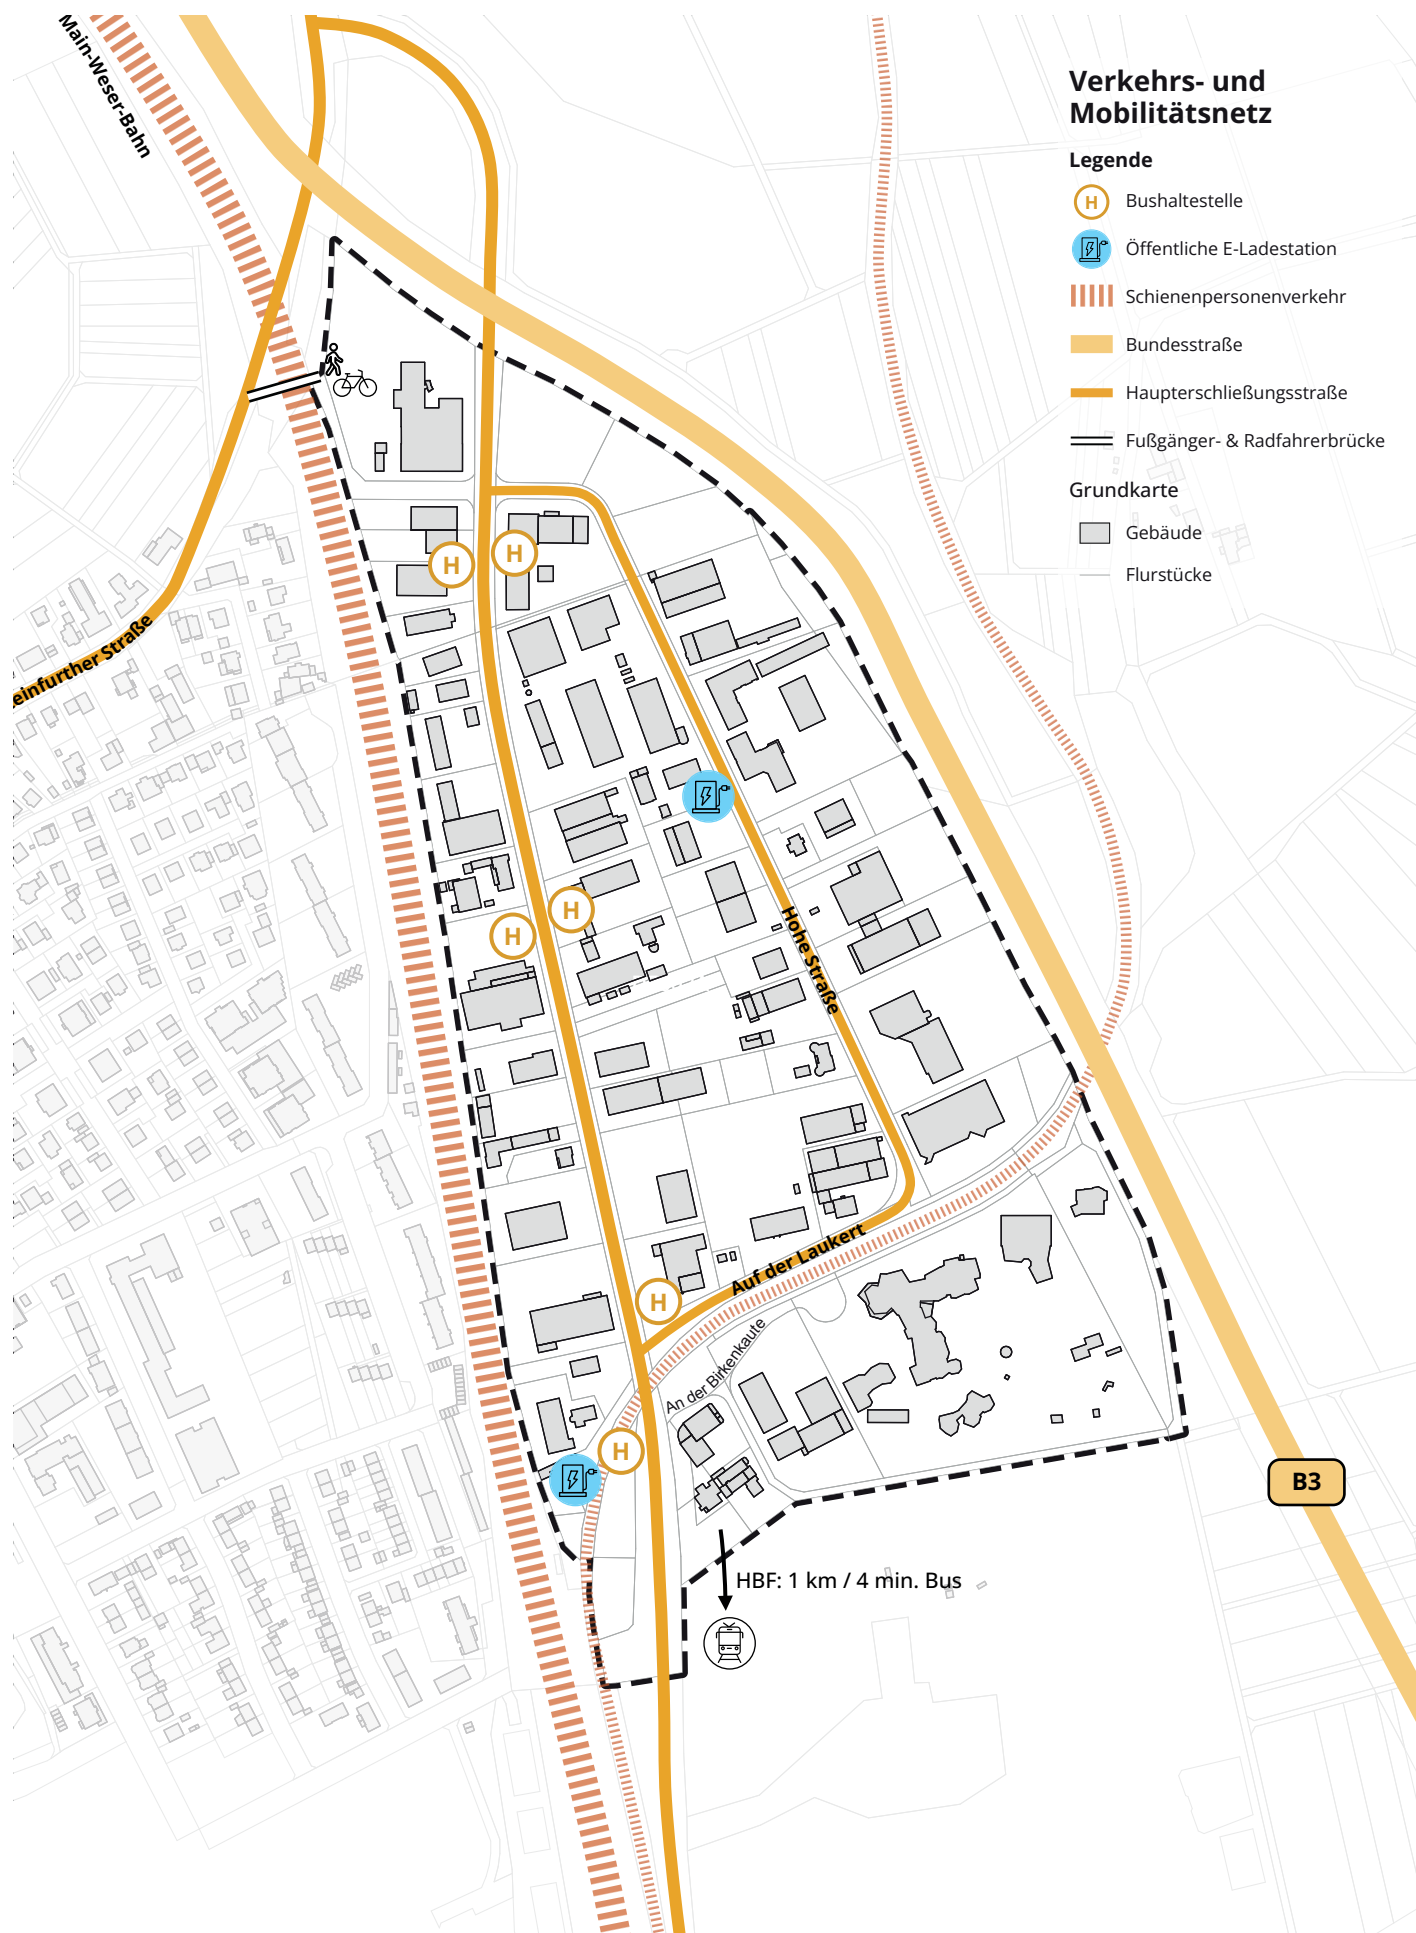 Main-Weser-Bahn
Verkehrs- und
Mobilitätsnetz
Legende
H Bushaltestelle
Öffentliche E-Ladestation
Schienenpersonenverkehr
Bundesstraße
Haupterschließungsstraße
Fußgänger- & Radfahrerbrücke
Grundkarte
Gebäude
Flurstücke
H
H
einfurther Straße
H
H
Hohe Straße
Auf der Laukert
H
An der Birkenkaute
H
B3
HBF: 1 km / 4 min. Bus